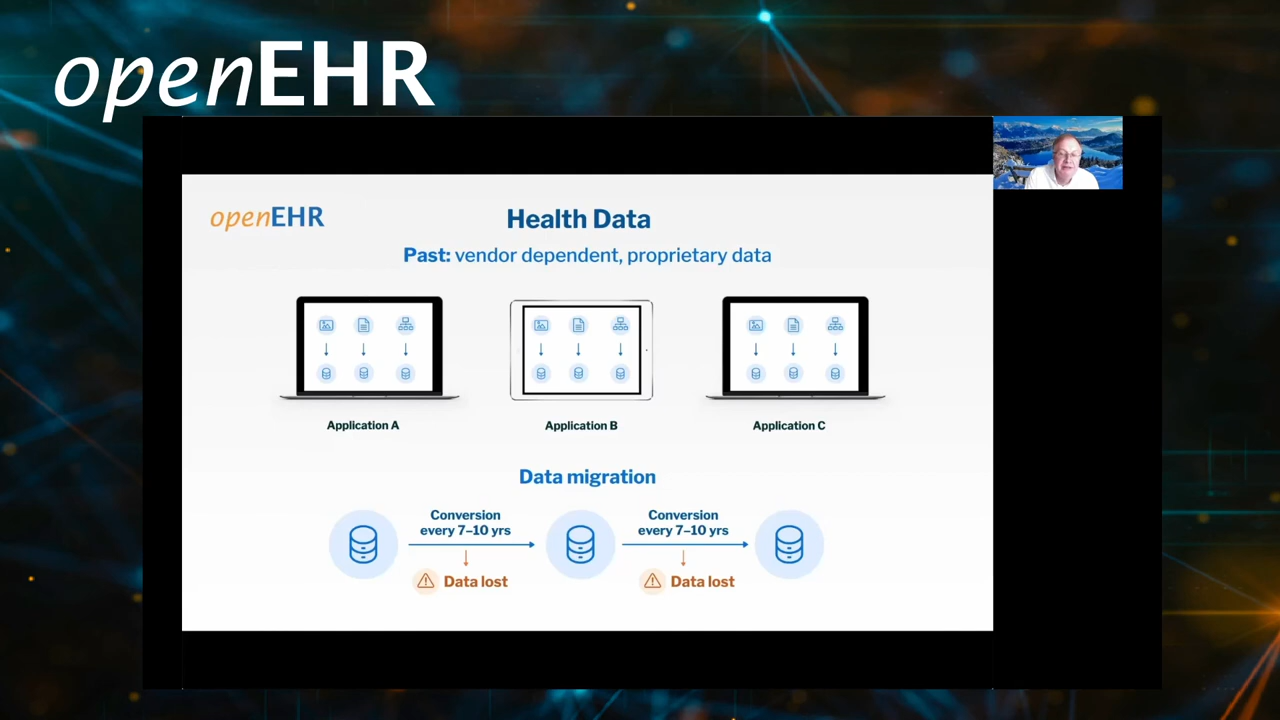 openEHR
openEHR
Health Data
Past: vendor dependent, proprietary data
Application A
Application B
Application C
Data migration
Conversion
every 7–10 yrs
Conversion
every 7–10 yrs
Data lost
Data lost